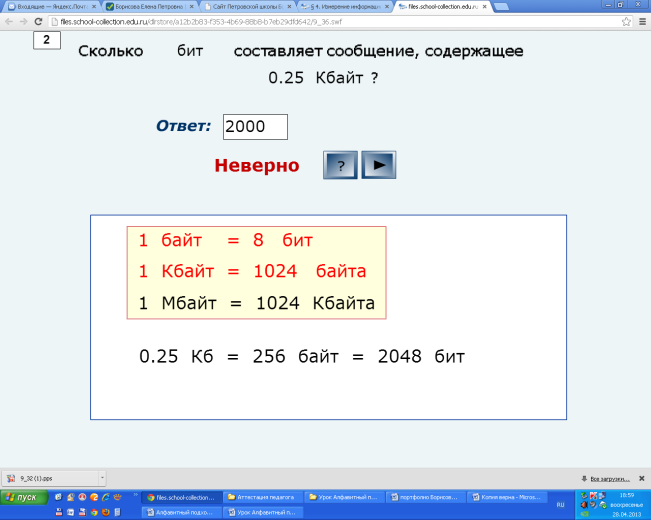 Входящие — Яндекс.Почт
Борисова Елена Петровна
Сайт Петровской школы Б
§ 4. Измерение информаци
files.school-collection.edu.ru
files.school-collection.edu.ru/dlrstore/a12b2b83-f353-4b69-88b8-b7eb29dfd642/9_36.swf
2
Сколько бит составляет сообщение, содержащее
0.25 Кбайт ?
Ответ: 2000
Неверно ?
1 байт = 8 бит
1 Кбайт = 1024 байта
1 Мбайт = 1024 Кбайта
0.25 Кб = 256 байт = 2048 бит
9_32 (1).pps
Все загрузки...
пуск
files.school-collection...
Аттестация педагога
Урок Алфавитный п...
портфолио Борисов...
Копия верна - Micros...
RU
18:59
Алфавитный подхо...
Урок Алфавитный п...
воскресенье
28.04.2013